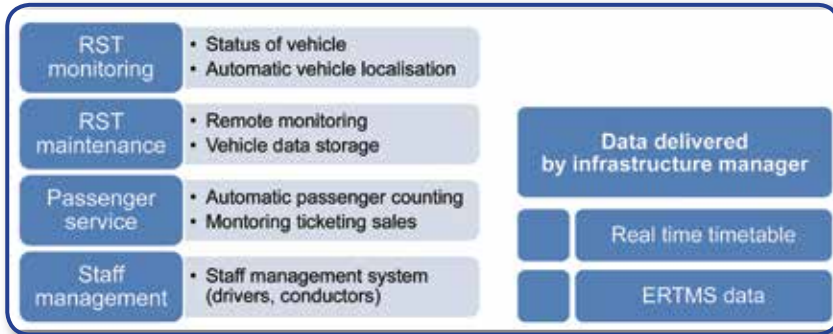 RST
monitoring
• Status of vehicle
• Automatic vehicle localisation
RST
maintenance
• Remote monitoring
• Vehicle data storage
Passenger
service
• Automatic passenger counting
• Montoring ticketing sales
Staff
management
• Staff management system
(drivers, conductors)
Data delivered
by infrastructure manager
Real time timetable
ERTMS data